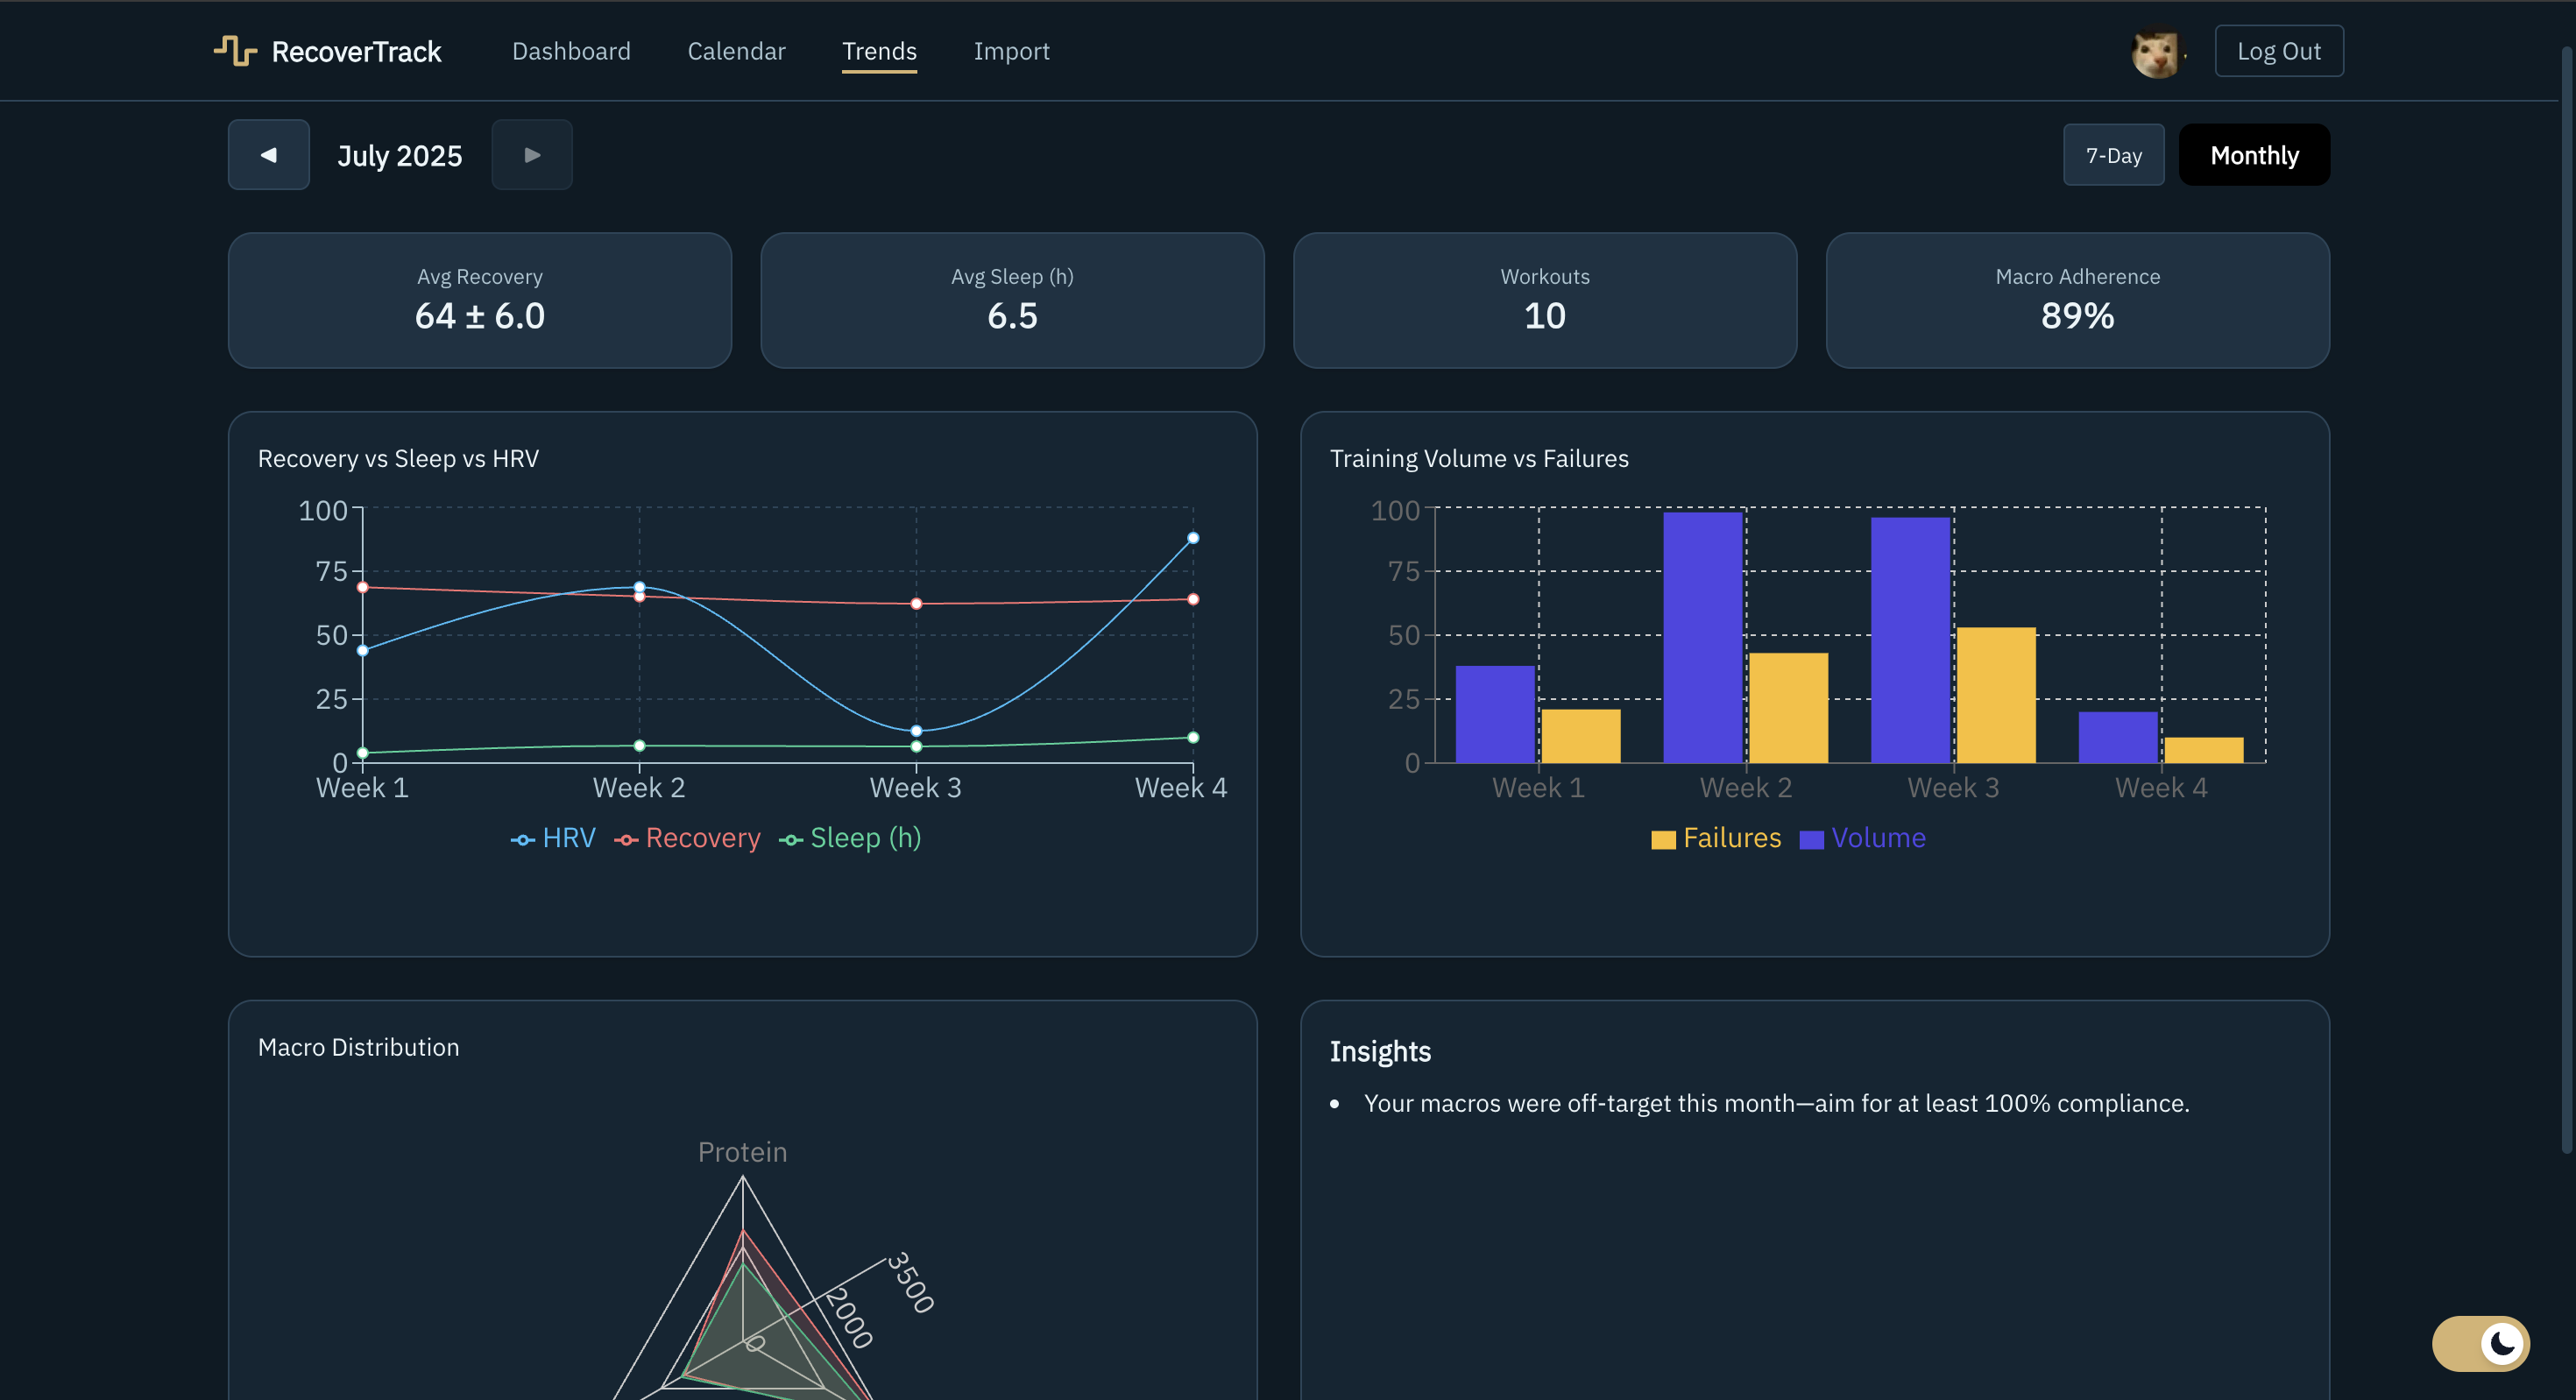 RecoverTrack Dashboard Calendar Trends Import Log Out
◀ July 2025 ▶ 7-Day Monthly
Avg Recovery
64 ± 6.0
Avg Sleep (h)
6.5
Workouts
10
Macro Adherence
89%
Recovery vs Sleep vs HRV
100
75
50
25
0
Week 1 Week 2 Week 3 Week 4
HRV Recovery Sleep (h)
Training Volume vs Failures
100
75
50
25
0
Week 1 Week 2 Week 3 Week 4
Failures Volume
Macro Distribution
Protein
3500
2000
0
Insights
• Your macros were off-target this month—aim for at least 100% compliance.